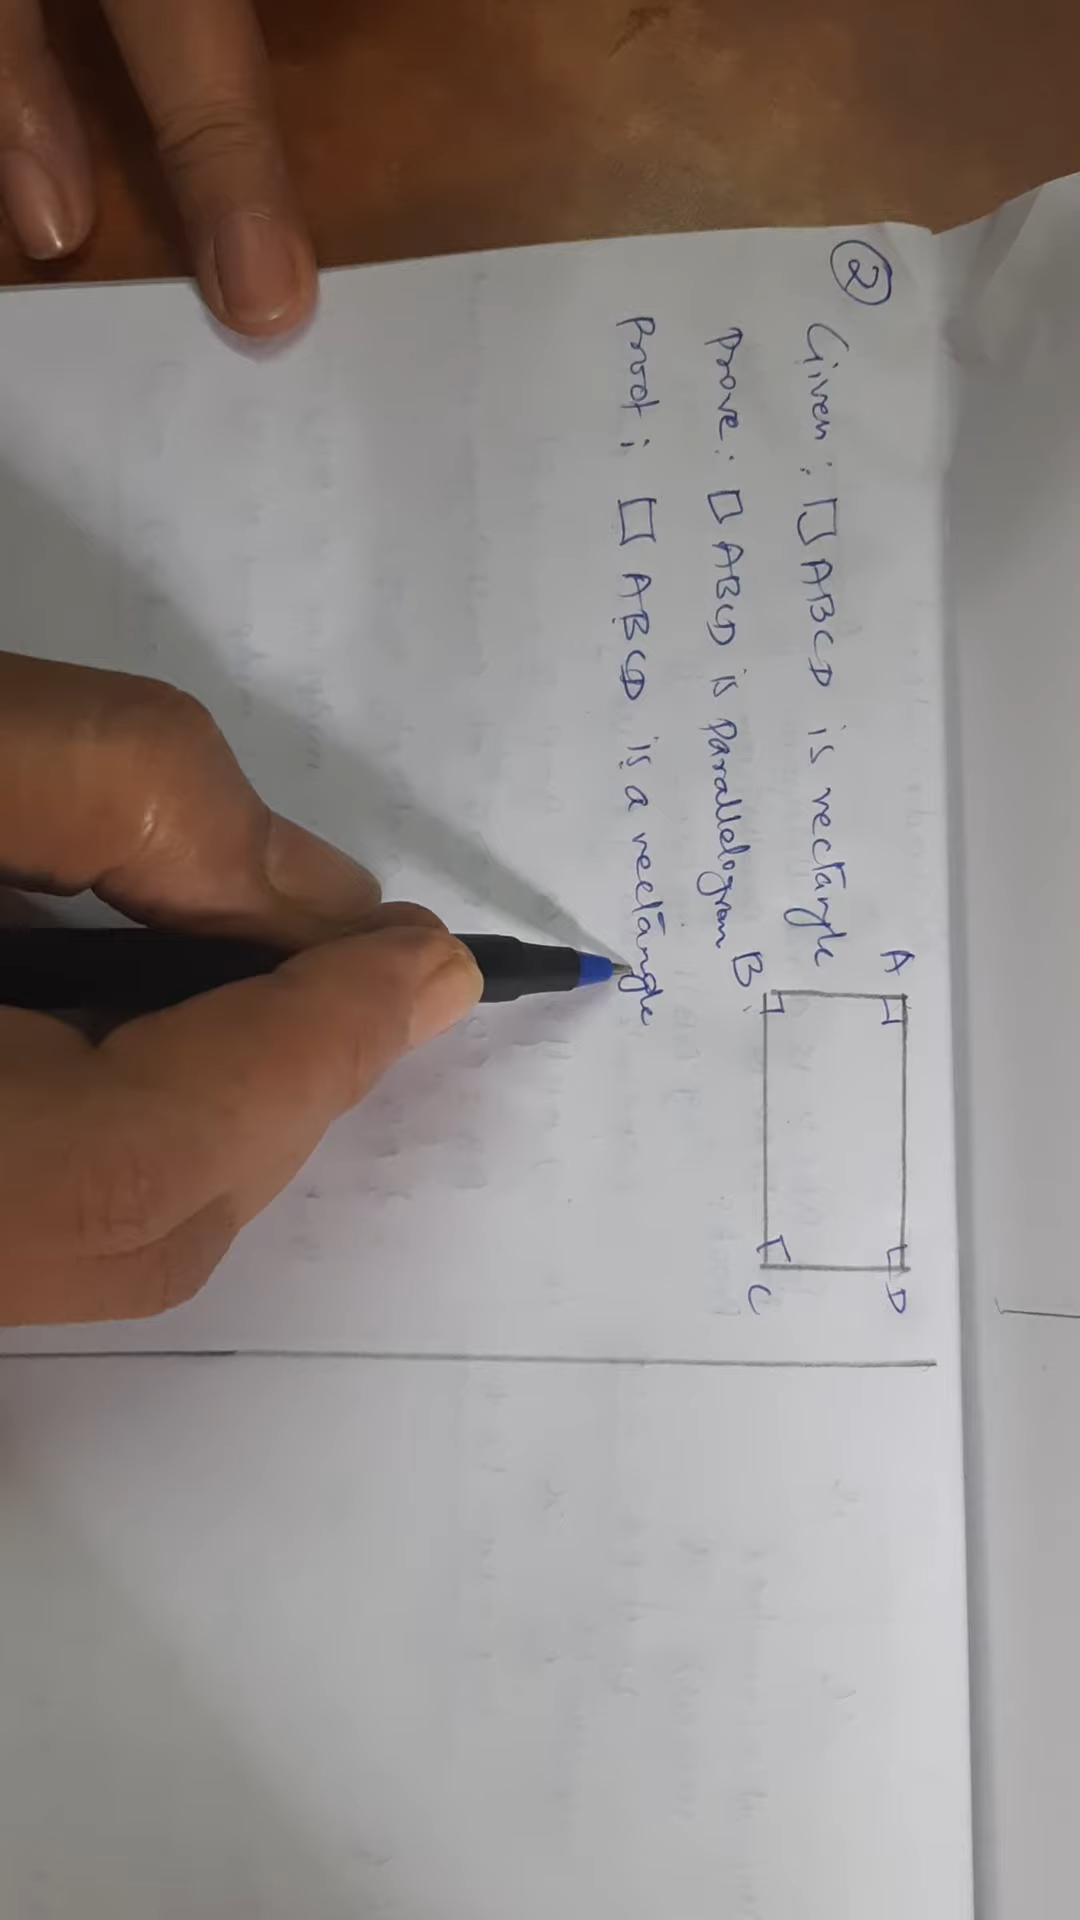 ②
Given : □ABCD is rectangle
Prove : □ ABCD is parallelogram
Proof : □ ABCD is a rectangle
A
B
C
D